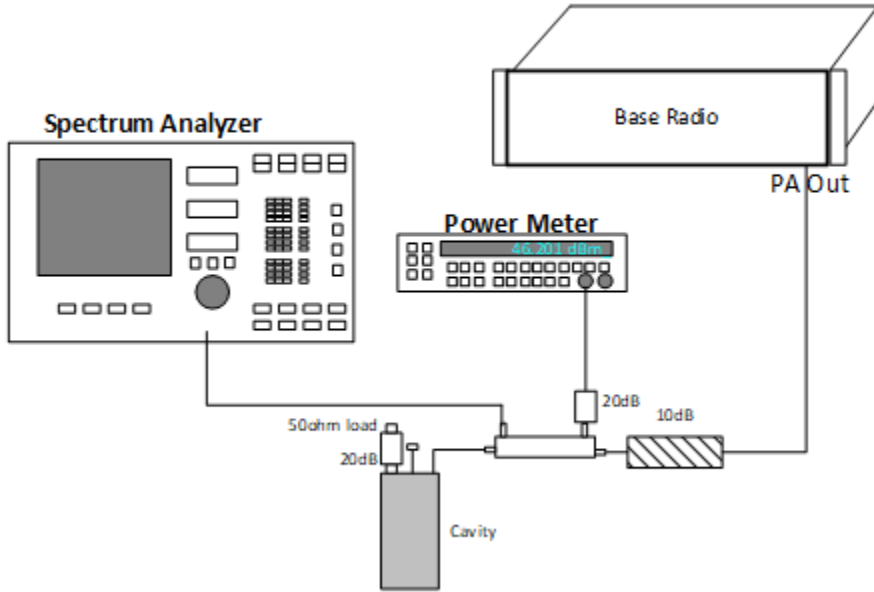 Base Radio
Spectrum Analyzer
PA Out
Power Meter
46.201 dBm
20dB
10dB
50ohm load
20dB
Cavity